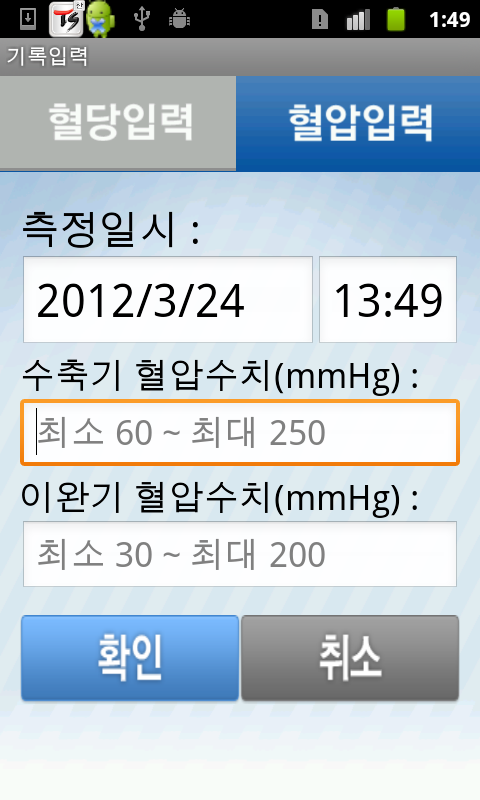 TS 산
1:49
기록입력
혈당입력 혈압입력
측정일시 :
2012/3/24 13:49
수축기 혈압수치(mmHg) :
최소 60 ~ 최대 250
이완기 혈압수치(mmHg) :
최소 30 ~ 최대 200
확인 취소